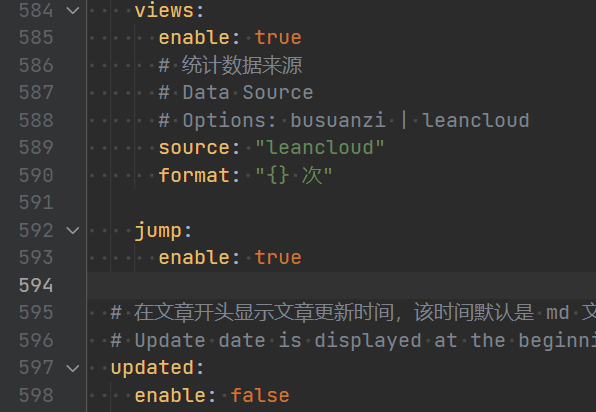 584 views:
585 enable: true
586 # 统计数据来源
587 # Data Source
588 # Options: busuanzi | leancloud
589 source: "leancloud"
590 format: "{} 次"
591
592 jump:
593 enable: true
594
595 # 在文章开头显示文章更新时间，该时间默认是 md 文
596 # Update date is displayed at the beginni
597 updated:
598 enable: false